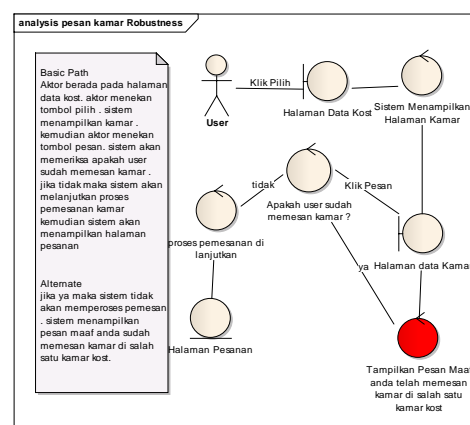 analysis pesan kamar Robustness
Basic Path
Aktor berada pada halaman
data kost. aktor menekan
tombol pilih . sistem
menampilkan kamar .
kemudian aktor menekan
tombol pesan. sistem akan
memeriksa apakah user
sudah memesan kamar .
jika tidak maka sistem akan
melanjutkan proses
pemesanan kamar
kemudian sistem akan
menampilkan halaman
pesanan
Alternate
jika ya maka sistem tidak
akan memperoses pemesan
. sistem menampilkan
pesan maaf anda sudah
memesan kamar di salah
satu kamar kost.
User
Klik Pilih
Halaman Data Kost
Sistem Menampilkan
Halaman Kamar
tidak
Klik Pesan
Apakah user sudah
memesan kamar ?
proses pemesanan di
lanjutkan
ya
Halaman data Kamar
Halaman Pesanan
Tampilkan Pesan Maaf
anda telah memesan
kamar di salah satu
kamar kost